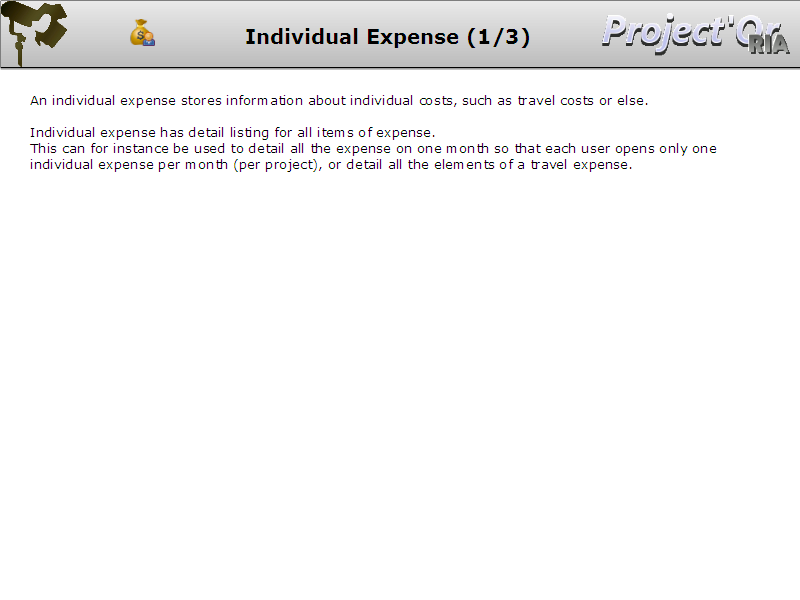 Individual Expense (1/3)
Project'Or
RIA
An individual expense stores information about individual costs, such as travel costs or else.
Individual expense has detail listing for all items of expense.
This can for instance be used to detail all the expense on one month so that each user opens only one
individual expense per month (per project), or detail all the elements of a travel expense.